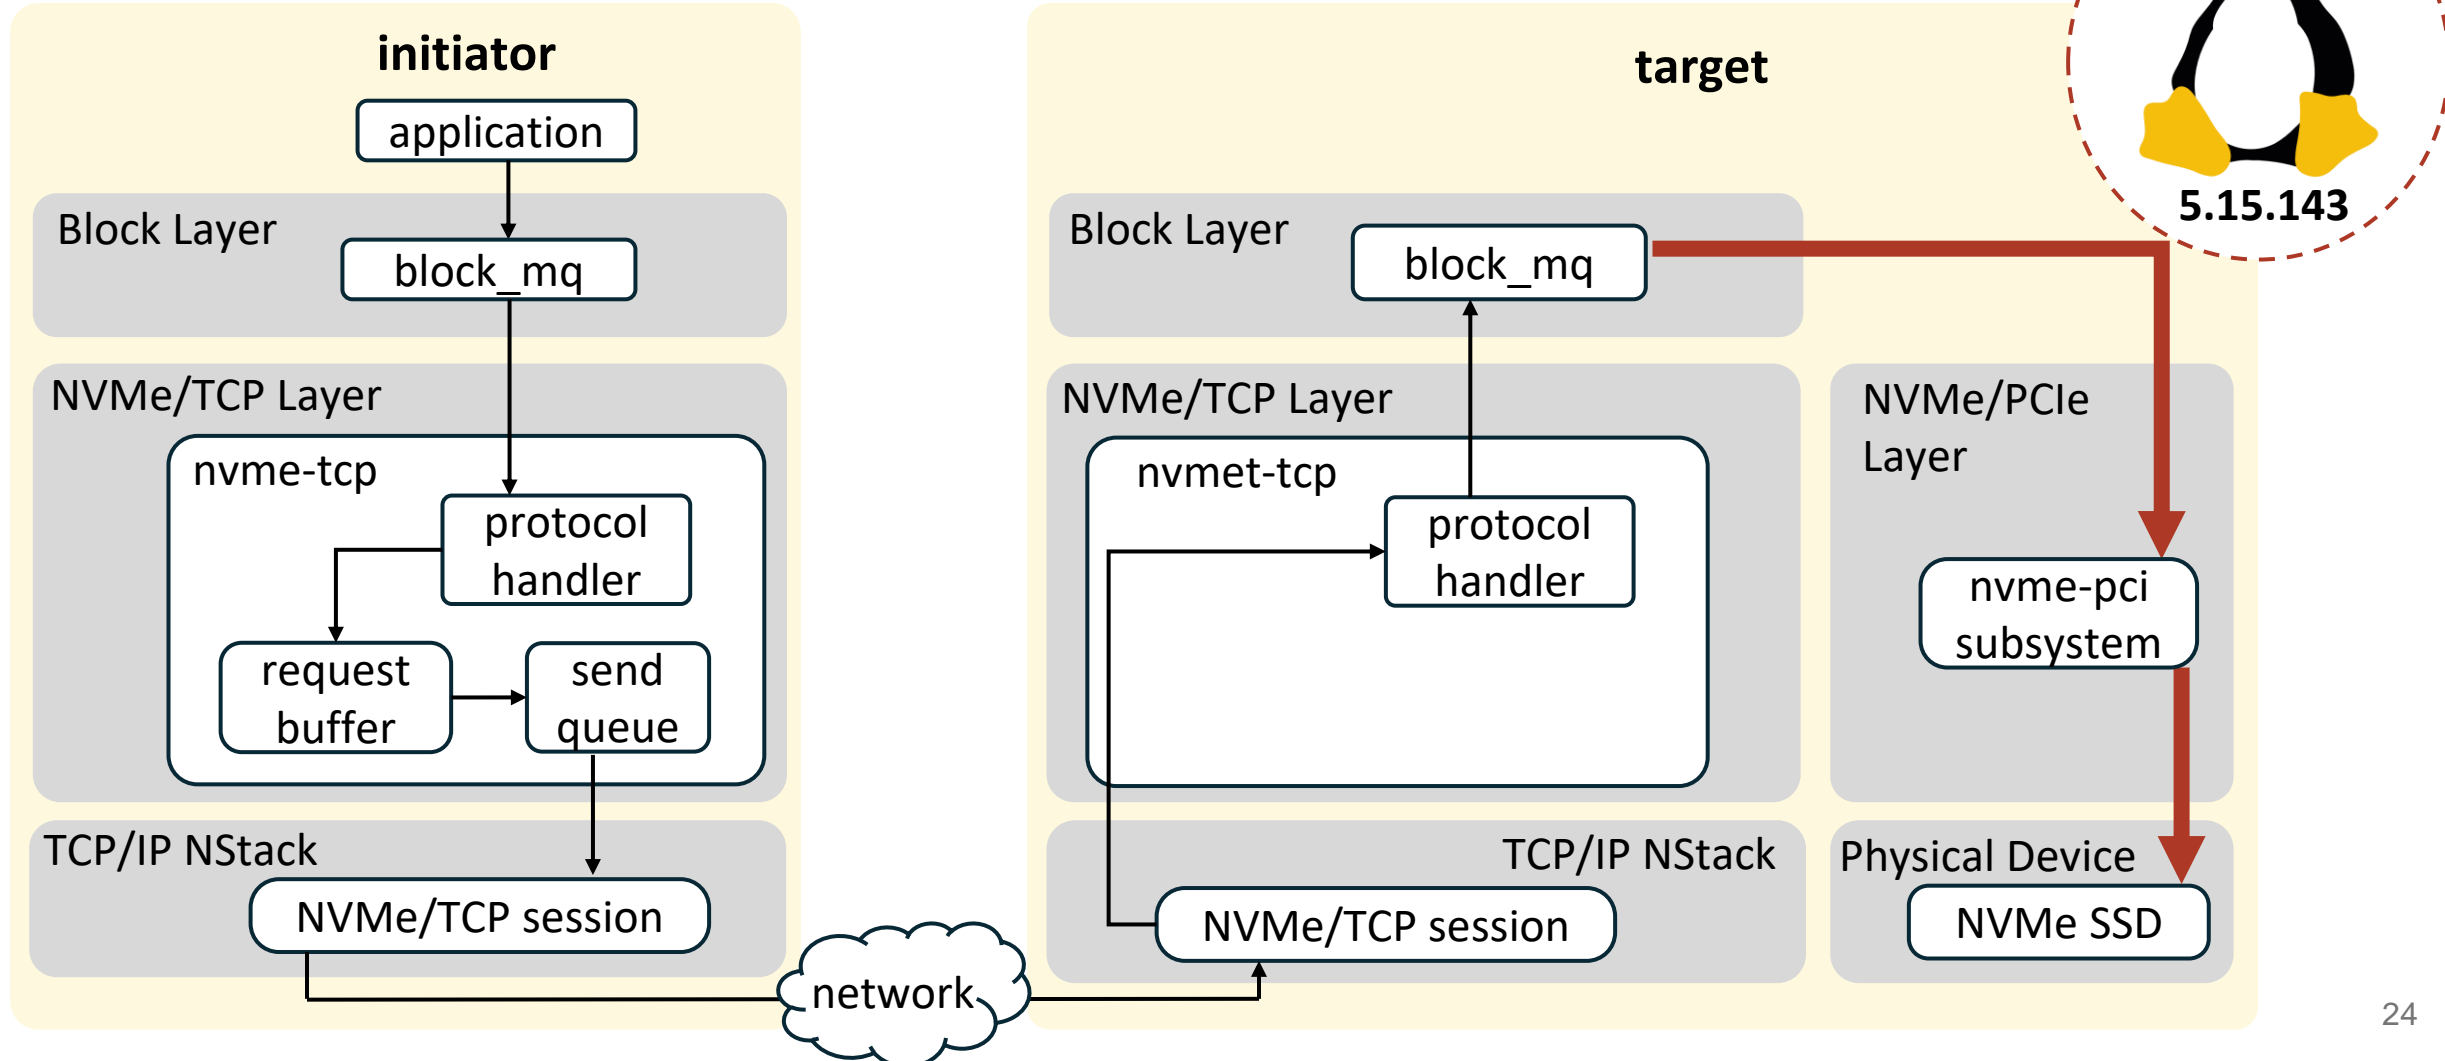 initiator
application
Block Layer
block_mq
NVMe/TCP Layer
nvme-tcp
protocol
handler
request
buffer
send
queue
TCP/IP NStack
NVMe/TCP session
network
target
5.15.143
Block Layer
block_mq
NVMe/TCP Layer
nvmet-tcp
protocol
handler
NVMe/PCIe
Layer
nvme-pci
subsystem
TCP/IP NStack
NVMe/TCP session
Physical Device
NVMe SSD
24